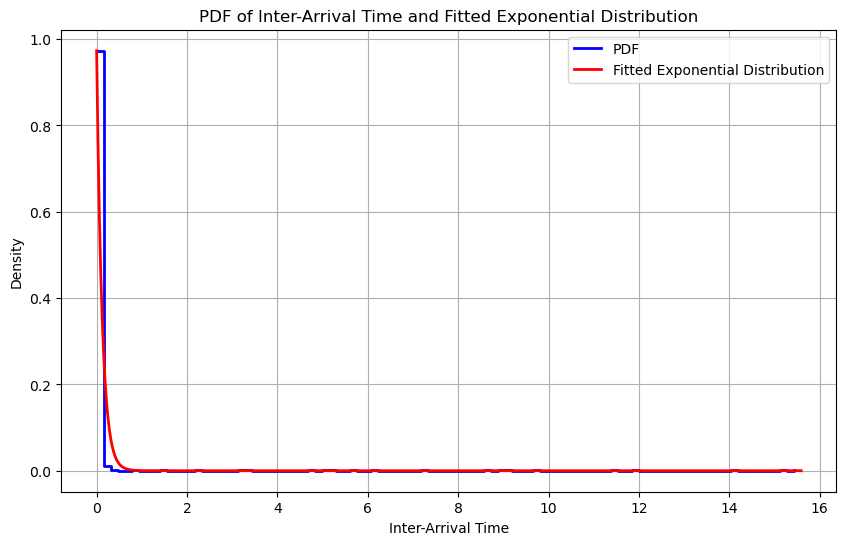 PDF of Inter-Arrival Time and Fitted Exponential Distribution
PDF
Fitted Exponential Distribution
1.0
0.8
0.6
0.4
0.2
0.0
Density
0 2 4 6 8 10 12 14 16
Inter-Arrival Time